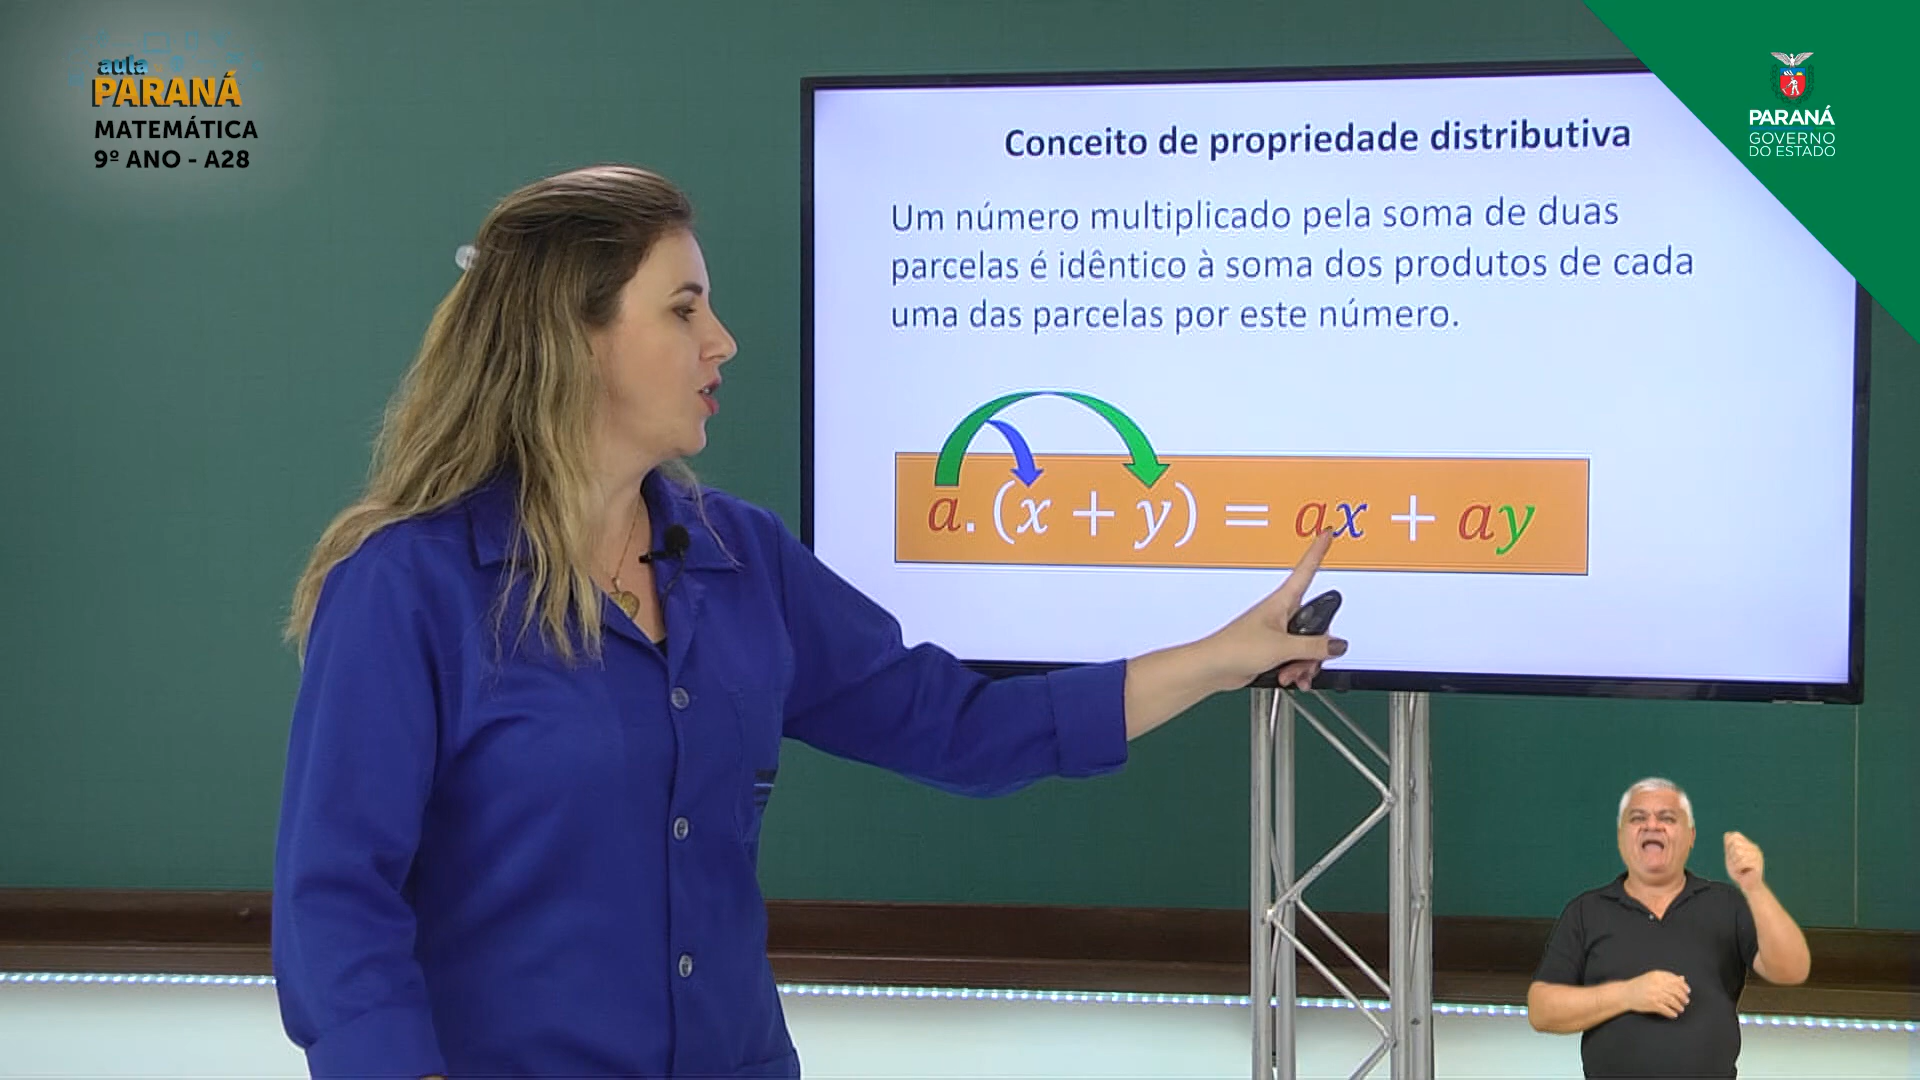 aula
PARANÁ
MATEMÁTICA
9º ANO - A28
PARANÁ
GOVERNO
DO ESTADO
Conceito de propriedade distributiva
Um número multiplicado pela soma de duas
parcelas é idêntico à soma dos produtos de cada
uma das parcelas por este número.
a. (x + y) = ax + ay